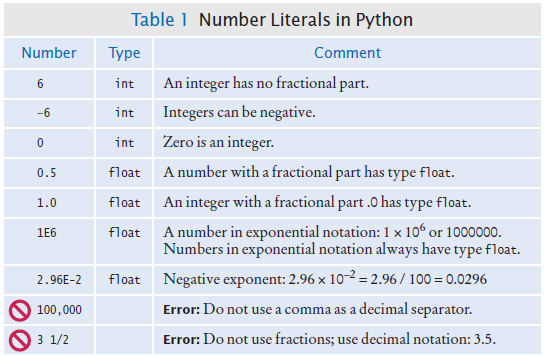 Table 1 Number Literals in Python
Number Type Comment
6 int An integer has no fractional part.
-6 int Integers can be negative.
0 int Zero is an integer.
0.5 float A number with a fractional part has type float.
1.0 float An integer with a fractional part .0 has type float.
1E6 float A number in exponential notation: 1 × 10⁶ or 1000000.
Numbers in exponential notation always have type float.
2.96E-2 float Negative exponent: 2.96 × 10⁻² = 2.96 / 100 = 0.0296
100,000 Error: Do not use a comma as a decimal separator.
3 1/2 Error: Do not use fractions; use decimal notation: 3.5.